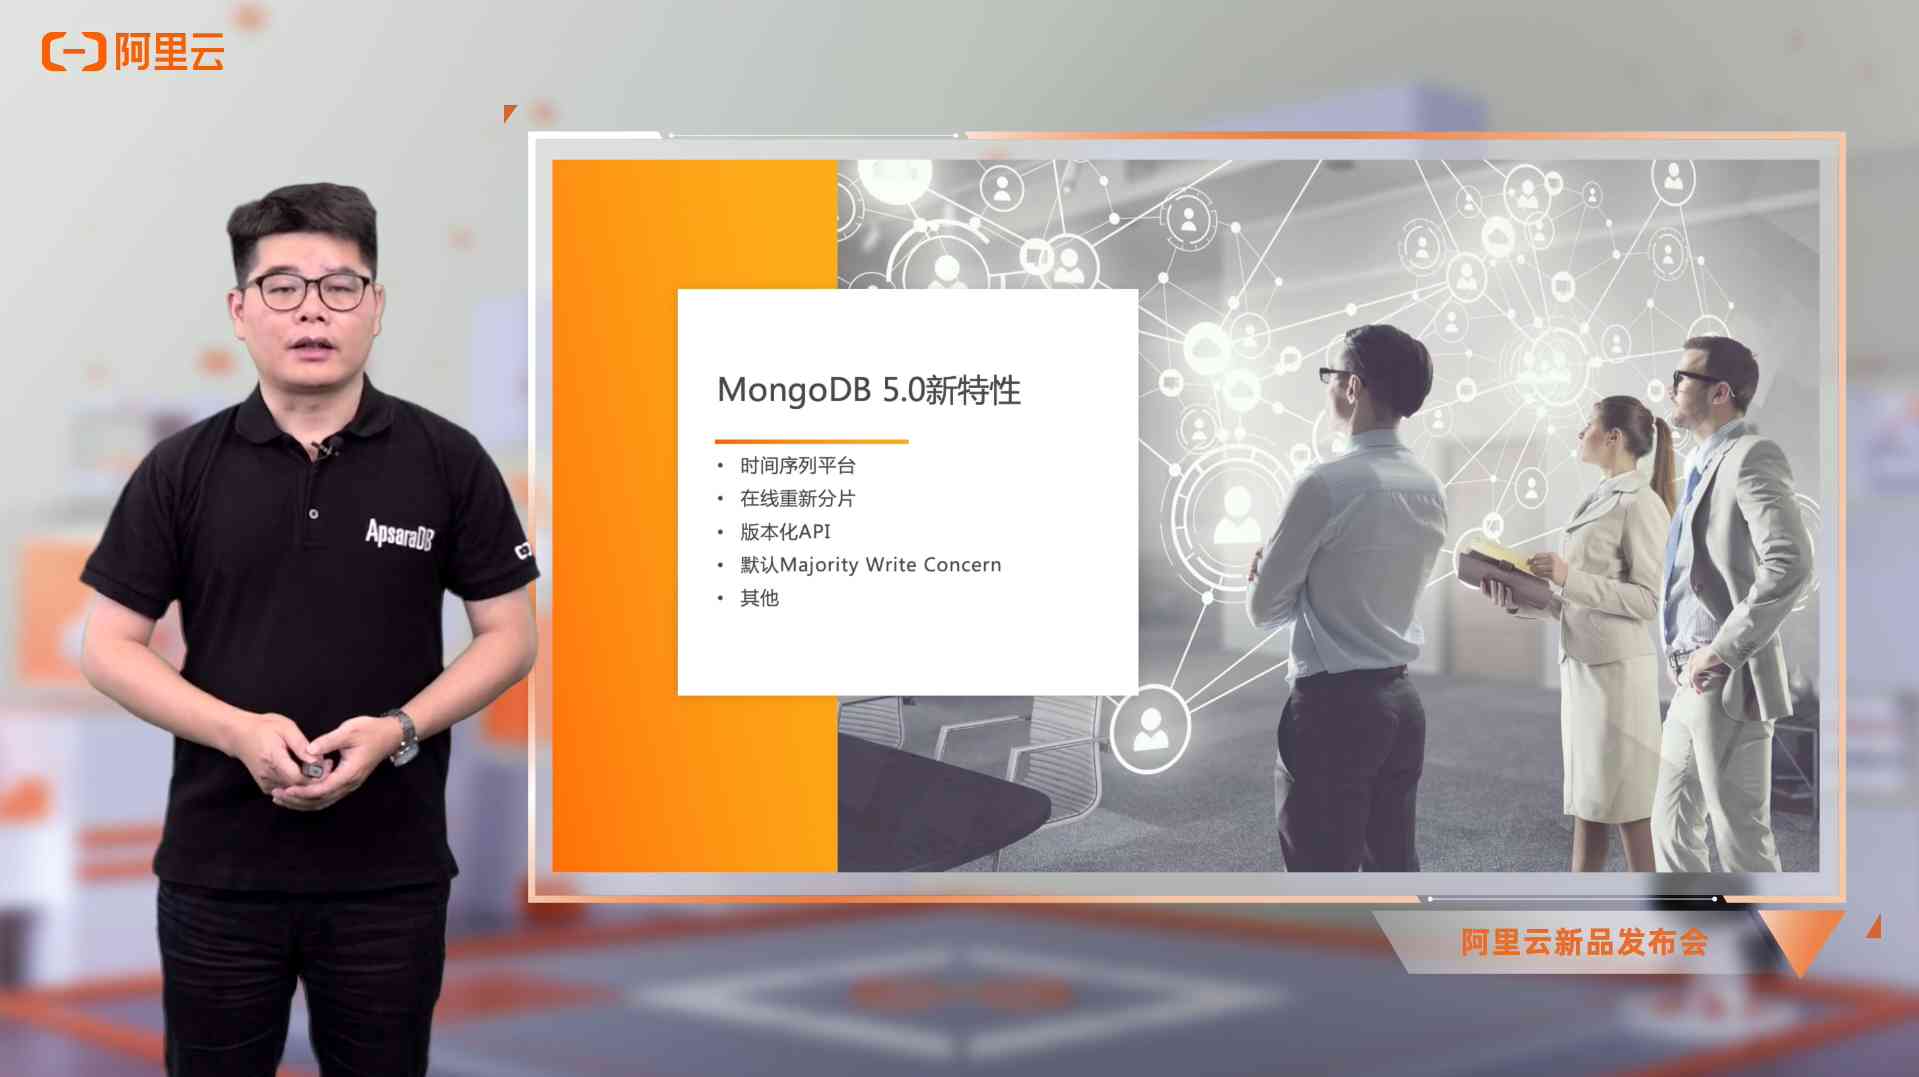 阿里云
MongoDB 5.0新特性
• 时间序列平台
• 在线重新分片
• 版本化API
• 默认Majority Write Concern
• 其他
ApsaraDB
阿里云新品发布会